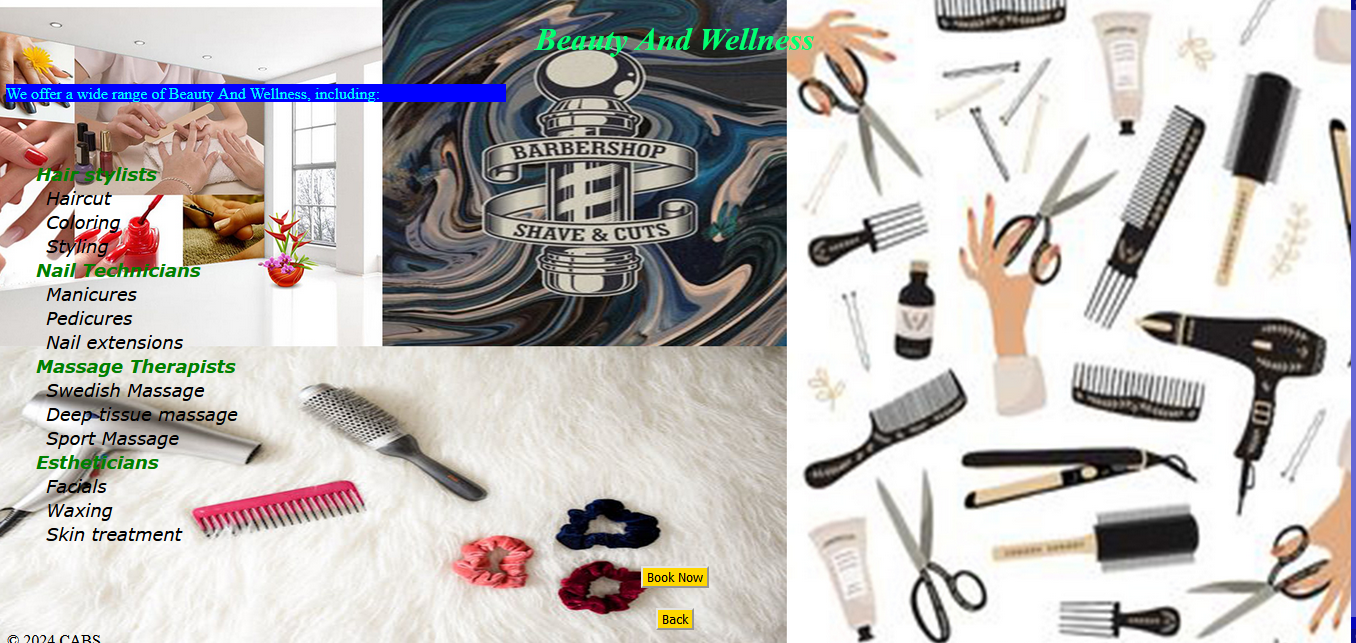 Beauty And Wellness
We offer a wide range of Beauty And Wellness, including:
BARBERSHOP
SHAVE & CUTS
Hair stylists
Haircut
Coloring
Styling
Nail Technicians
Manicures
Pedicures
Nail extensions
Massage Therapists
Swedish Massage
Deep-tissue massage
Sport Massage
Estheticians
Facials
Waxing
Skin treatment
Book Now
Back
© 2024 CABS